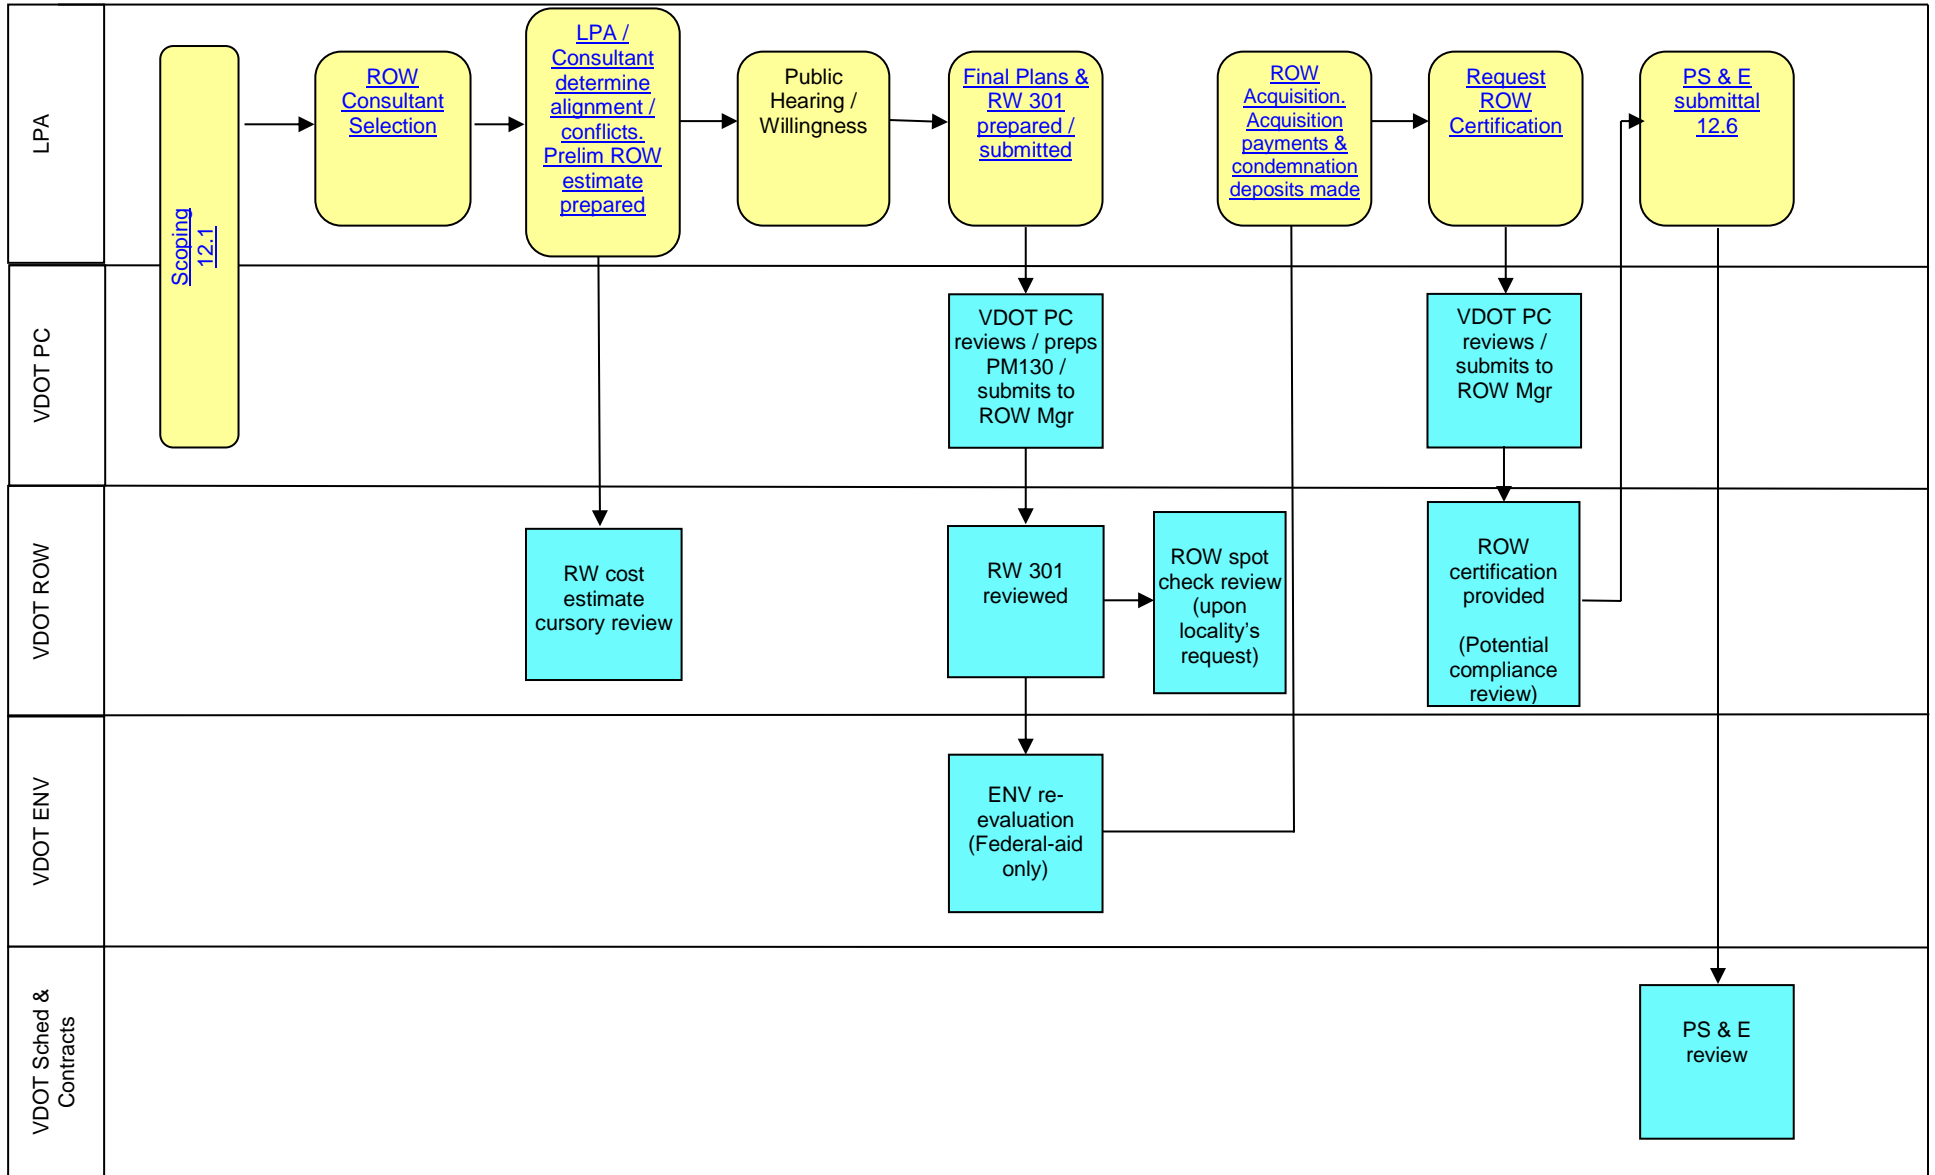 LPA
Scoping
12.1
ROW
Consultant
Selection
LPA /
Consultant
determine
alignment /
conflicts.
Prelim ROW
estimate
prepared
Public
Hearing /
Willingness
Final Plans &
RW 301
prepared /
submitted
ROW
Acquisition.
Acquisition
payments &
condemnation
deposits made
Request
ROW
Certification
PS & E
submittal
12.6
VDOT PC
VDOT PC
reviews / preps
PM130 /
submits to
ROW Mgr
VDOT PC
reviews /
submits to
ROW Mgr
VDOT ROW
RW cost
estimate
cursory review
RW 301
reviewed
ROW spot
check review
(upon
locality’s
request)
ROW
certification
provided
(Potential
compliance
review)
VDOT ENV
ENV re-
evaluation
(Federal-aid
only)
VDOT Sched &
Contracts
PS & E
review